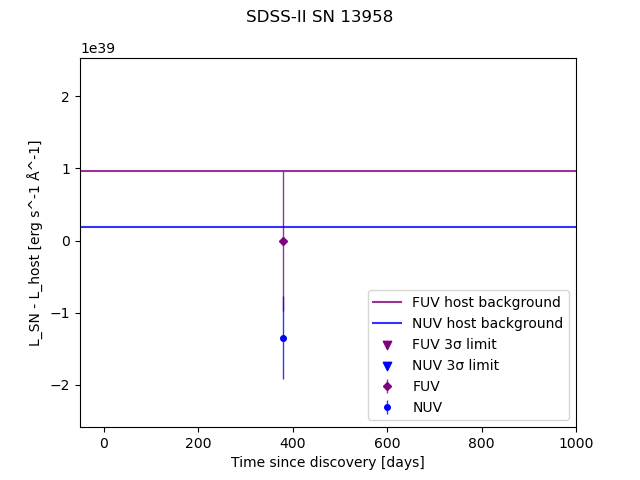 SDSS-II SN 13958
1e39
2
1
0
−1
−2
L_SN - L_host [erg s^-1 Å^-1]
FUV host background
NUV host background
FUV 3σ limit
NUV 3σ limit
FUV
NUV
0 200 400 600 800 1000
Time since discovery [days]